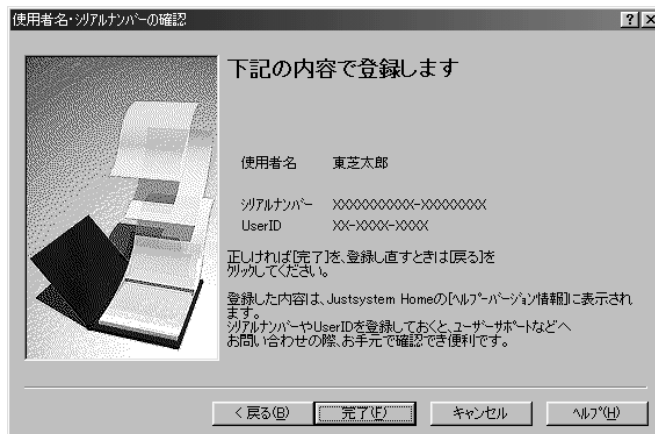 使用者名・ｼﾘｱﾙﾅﾝﾊﾞｰの確認
下記の内容で登録します
使用者名 東芝太郎
ｼﾘｱﾙﾅﾝﾊﾞｰ XXXXXXXXXXX-XXXXXXXX
UserID XX-XXXX-XXXX
正しければ[完了]を、登録し直すときは[戻る]を
ｸﾘｯｸしてください。
登録した内容は、Justsystem Homeの[ﾍﾙﾌﾟ-ﾊﾞｰｼﾞｮﾝ情報]に表示され
ます。
ｼﾘｱﾙﾅﾝﾊﾞｰやUserIDを登録しておくと、ﾕｰｻﾞｰｻﾎﾟｰﾄなどへ
お問い合わせの際、お手元で確認でき便利です。
< 戻る(B) 完了(F) キャンセル ﾍﾙﾌﾟ(H)